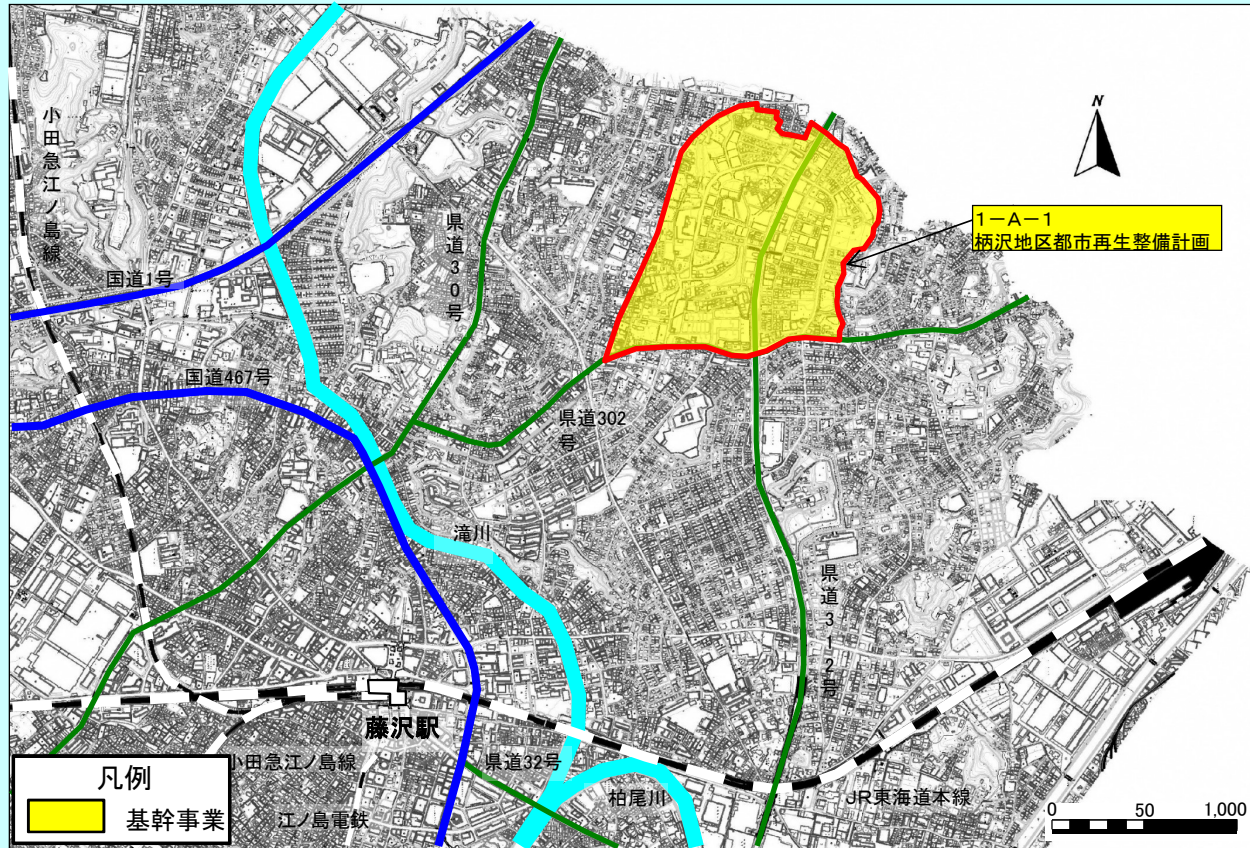 N
小田急江ノ島線
県道30号
1-A-1
柄沢地区都市再生整備計画
国道1号
国道467号
県道302
号
滝川
県道312号
藤沢駅
凡例
基幹事業
小田急江ノ島線
江ノ島電鉄
県道32号
柏尾川
JR東海道本線
0 50 1,000